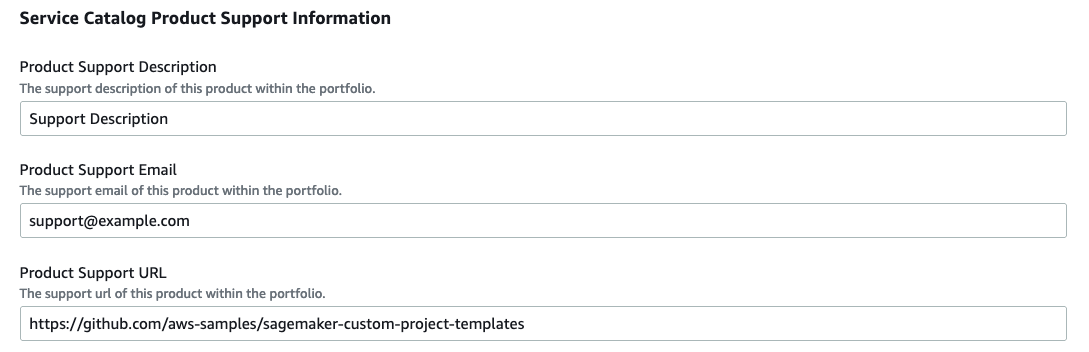 Service Catalog Product Support Information
Product Support Description
The support description of this product within the portfolio.
Support Description
Product Support Email
The support email of this product within the portfolio.
support@example.com
Product Support URL
The support url of this product within the portfolio.
https://github.com/aws-samples/sagemaker-custom-project-templates